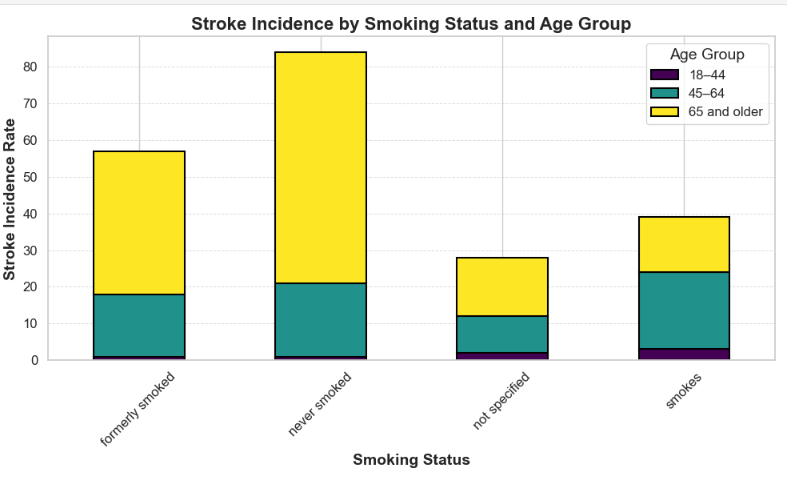 Stroke Incidence by Smoking Status and Age Group
Age Group
18–44
45–64
65 and older
Stroke Incidence Rate
80
70
60
50
40
30
20
10
0
formerly smoked
never smoked
not specified
smokes
Smoking Status